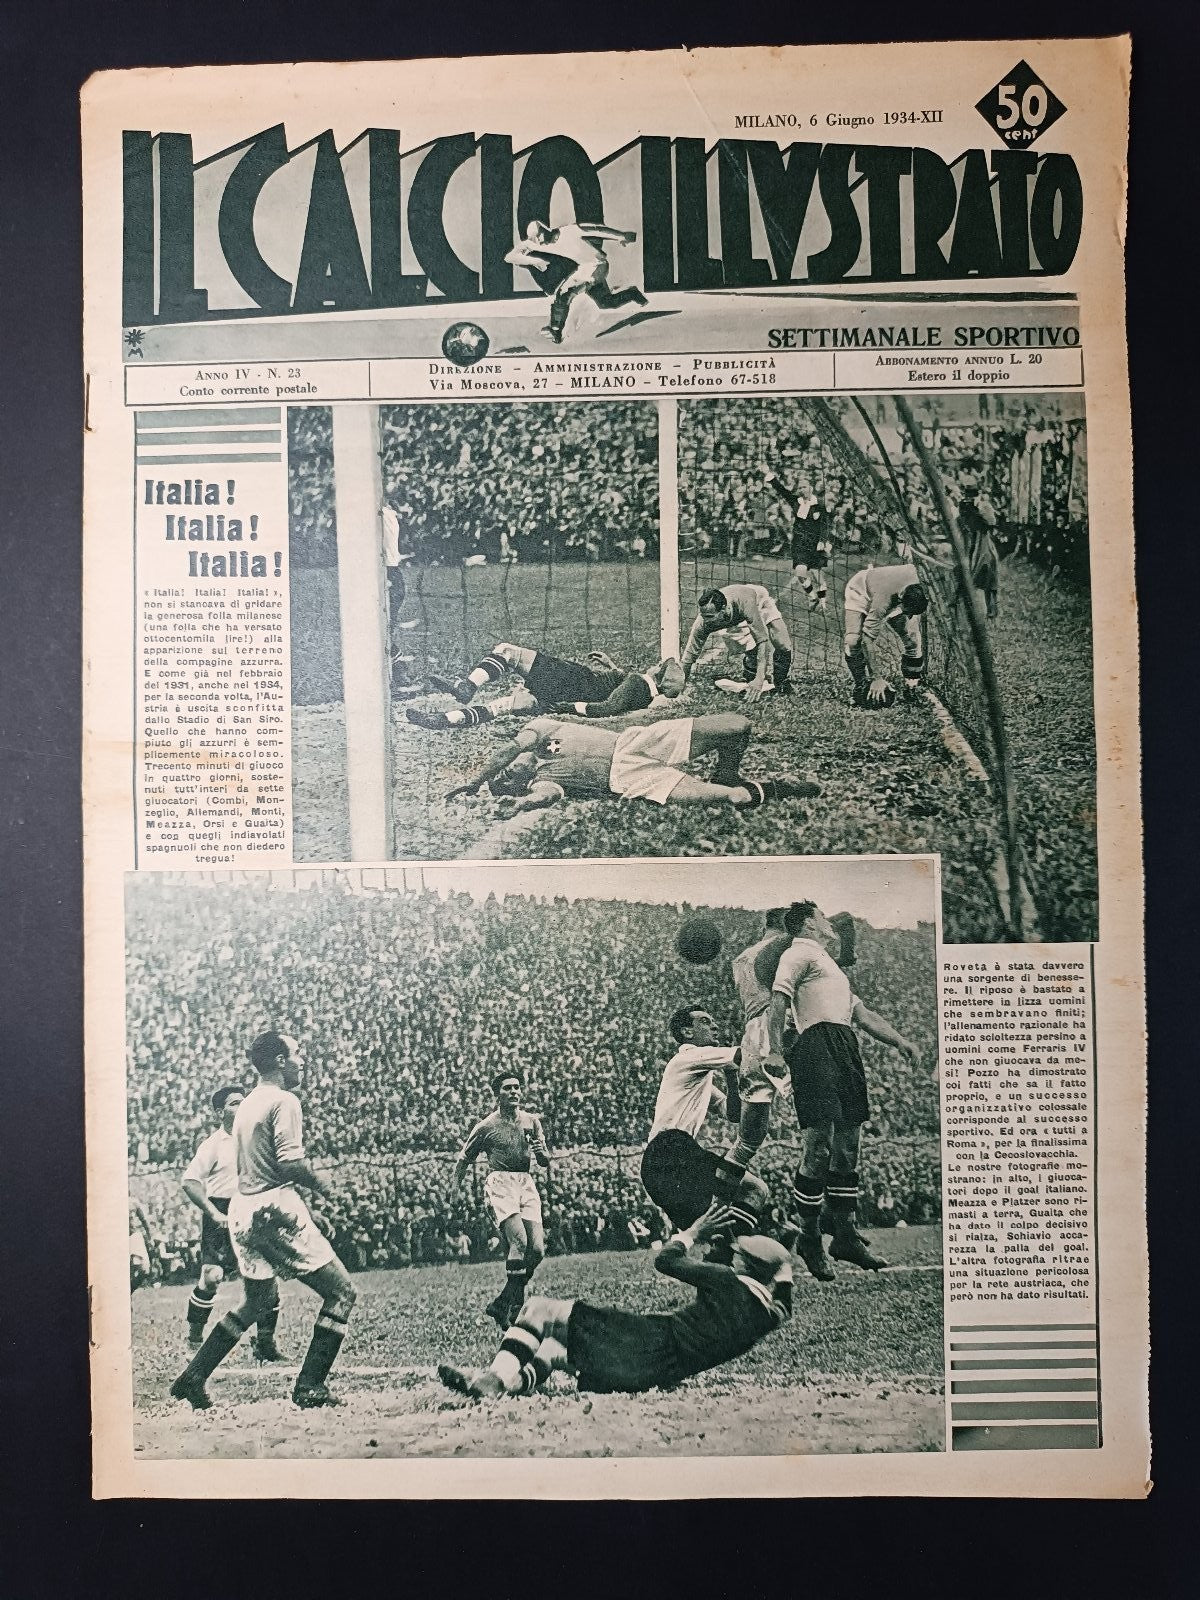 MILANO, 6 Giugno 1934-XII
50
cent
IL CALCIO ILLVSTRATO
SETTIMANALE SPORTIVO
ANNO IV - N. 23
Conto corrente postale
DIREZIONE - AMMINISTRAZIONE - PUBBLICITÀ
Via Moscova, 27 - MILANO - Telefono 67-518
ABBONAMENTO ANNUO L. 20
Estero il doppio
Italia!
Italia!
Italia!
« Italia! Italia! Italia! »,
non si stancava di gridare
la generosa folla milanese
(una folla che ha versato
ottocentomila lire!) alla
apparizione sul terreno
della compagine azzurra.
E come già nel febbraio
del 1931, anche nel 1934,
per la seconda volta, l'Au-
stria è uscita sconfitta
dallo Stadio di San Siro.
Quello che hanno com-
piuto gli azzurri è sem-
plicemente miracoloso.
Trecento minuti di giuoco
in quattro giorni, soste-
nuti tutt'interi da sette
giuocatori (Combi, Mon-
zeglio, Allemandi, Monti,
Meazza, Orsi e Guaita)
e con quegli indiavolati
spagnuoli che non diedero
tregua!
Roveta è stata davvero
una sorgente di benesse-
re. Il riposo è bastato a
rimettere in lizza uomini
che sembravano finiti;
l'allenamento razionale ha
ridato scioltezza persino a
uomini come Ferraris IV
che non giuocava da me-
si! Pozzo ha dimostrato
coi fatti che sa il fatto
proprio, e un successo
organizzativo colossale
corrisponde al successo
sportivo. Ed ora « tutti a
Roma », per la finalissima
con la Cecoslovacchia.
Le nostre fotografie mo-
strano: in alto, i giuoca-
tori dopo il goal italiano.
Meazza e Platzer sono ri-
masti a terra, Guaita che
ha dato il colpo decisivo
si rialza, Schiavio acca-
rezza la palla del goal.
L'altra fotografia ritrae
una situazione pericolosa
per la rete austriaca, che
però non ha dato risultati.